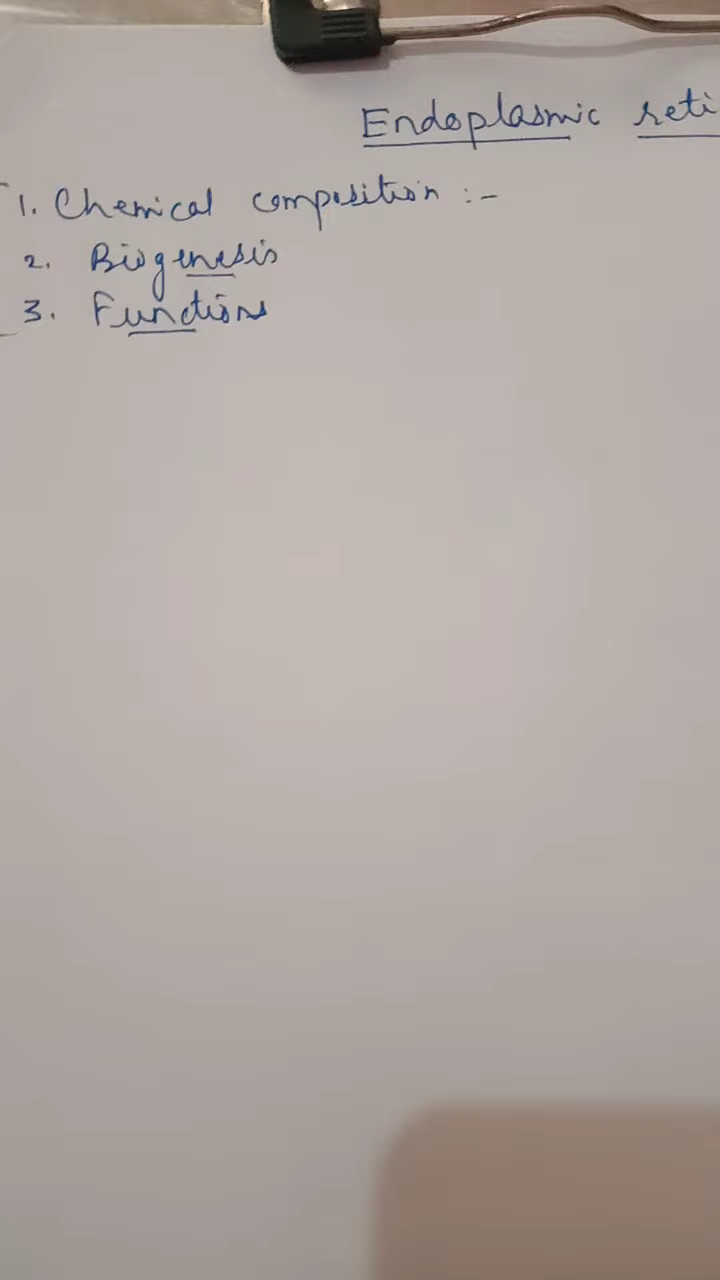 Endoplasmic reti
1. Chemical composition :-
2. Biogenesis
3. Functions